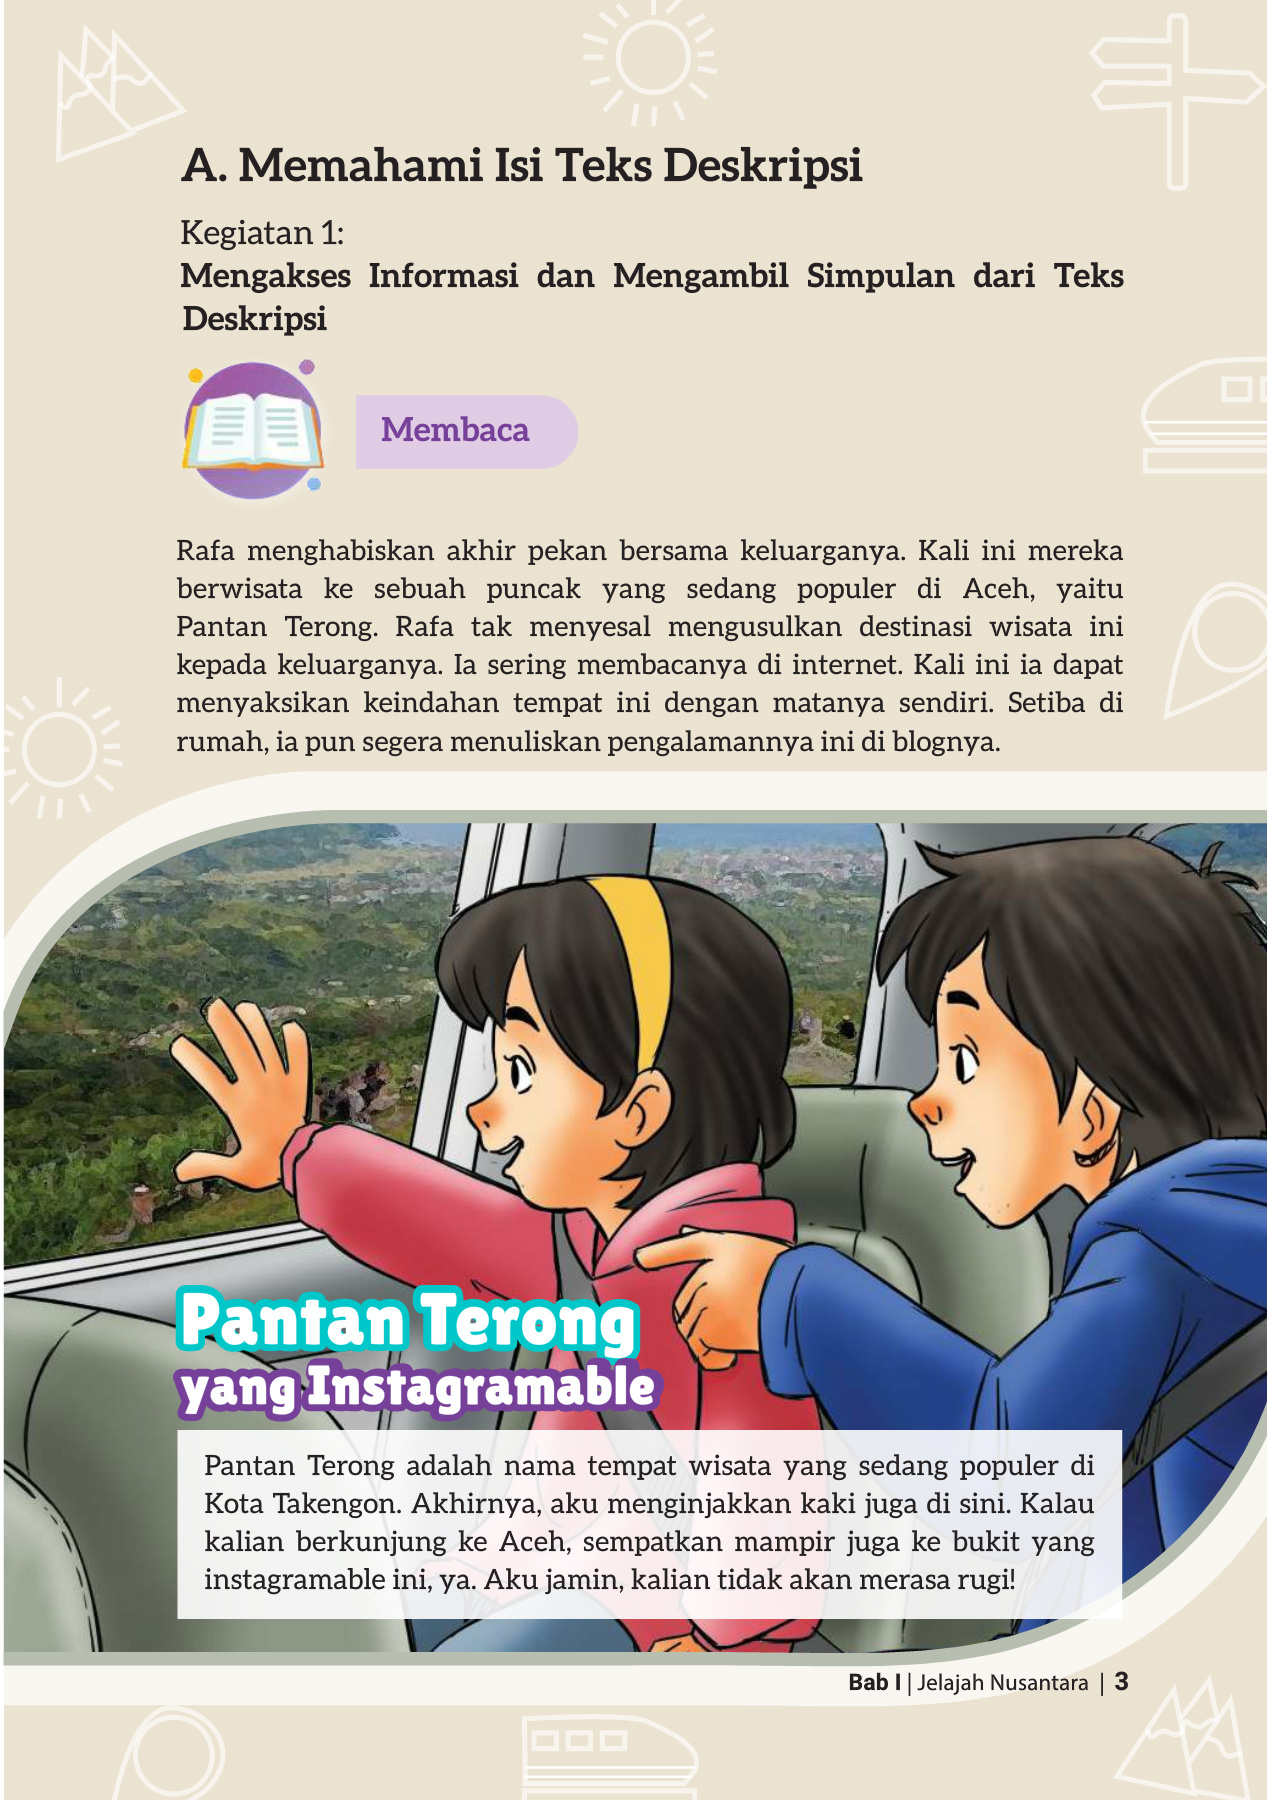 A. Memahami Isi Teks Deskripsi
Kegiatan 1:
Mengakses Informasi dan Mengambil Simpulan dari Teks
Deskripsi
Membaca
Rafa menghabiskan akhir pekan bersama keluarganya. Kali ini mereka
berwisata ke sebuah puncak yang sedang populer di Aceh, yaitu
Pantan Terong. Rafa tak menyesal mengusulkan destinasi wisata ini
kepada keluarganya. Ia sering membacanya di internet. Kali ini ia dapat
menyaksikan keindahan tempat ini dengan matanya sendiri. Setiba di
rumah, ia pun segera menuliskan pengalamannya ini di blognya.
Pantan Terong
yang Instagramable
Pantan Terong adalah nama tempat wisata yang sedang populer di
Kota Takengon. Akhirnya, aku menginjakkan kaki juga di sini. Kalau
kalian berkunjung ke Aceh, sempatkan mampir juga ke bukit yang
instagramable ini, ya. Aku jamin, kalian tidak akan merasa rugi!
Bab I | Jelajah Nusantara | 3